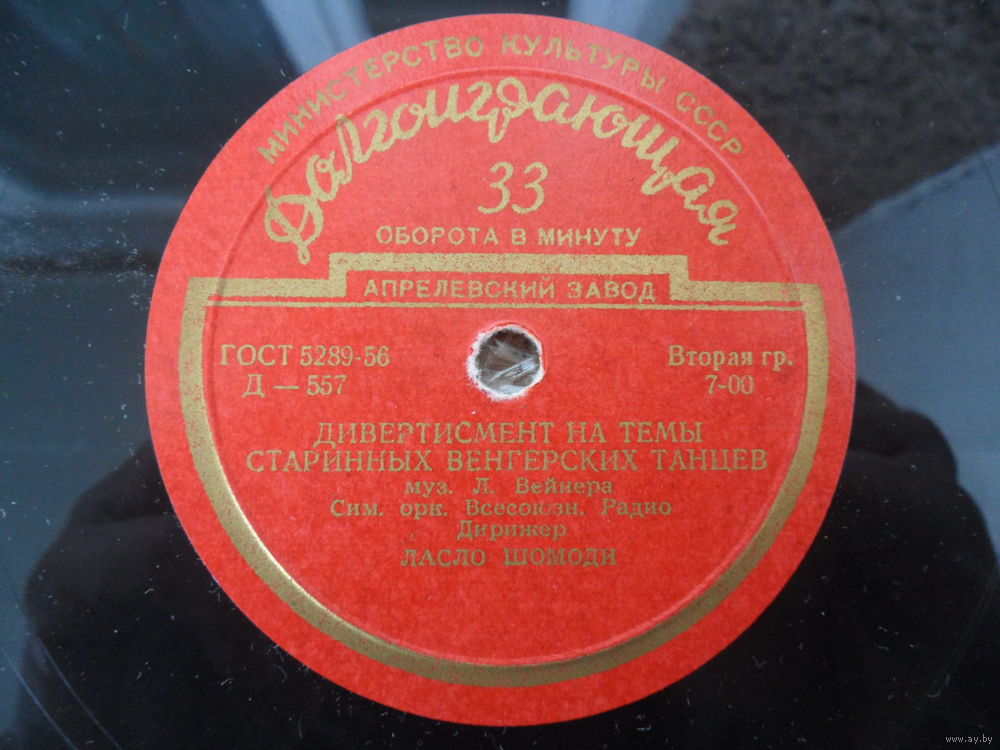 МИНИСТЕРСТВО КУЛЬТУРЫ СССР
Долгоиграющая
33
ОБОРОТА В МИНУТУ
АПРЕЛЕВСКИЙ ЗАВОД
ГОСТ 5289-56 Вторая гр.
Д — 557 7-00
ДИВЕРТИСМЕНТ НА ТЕМЫ
СТАРИННЫХ ВЕНГЕРСКИХ ТАНЦЕВ
муз. Л. Вейнера
Сим. орк. Всесоюзн. Радио
Дирижер
ЛАСЛО ШОМОДИ
www.ay.by